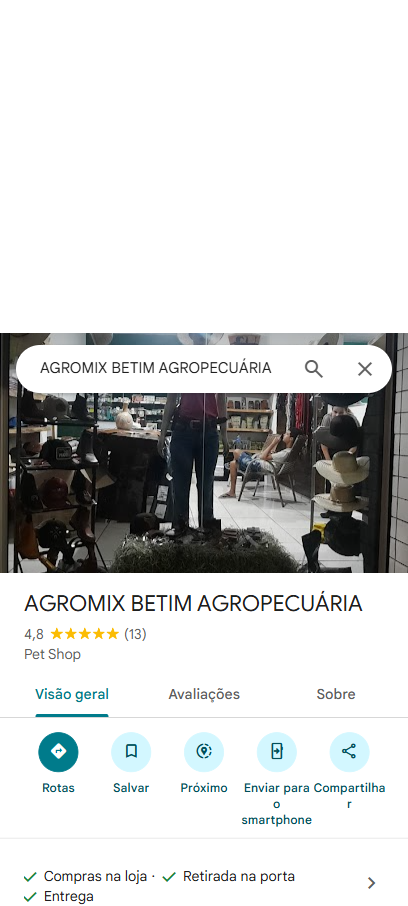 AGROMIX BETIM AGROPECUÁRIA
AGROMIX BETIM AGROPECUÁRIA
4,8 (13)
Pet Shop
Visão geral Avaliações Sobre
Rotas Salvar Próximo Enviar para o smartphone Compartilhar
Compras na loja · Retirada na porta
Entrega